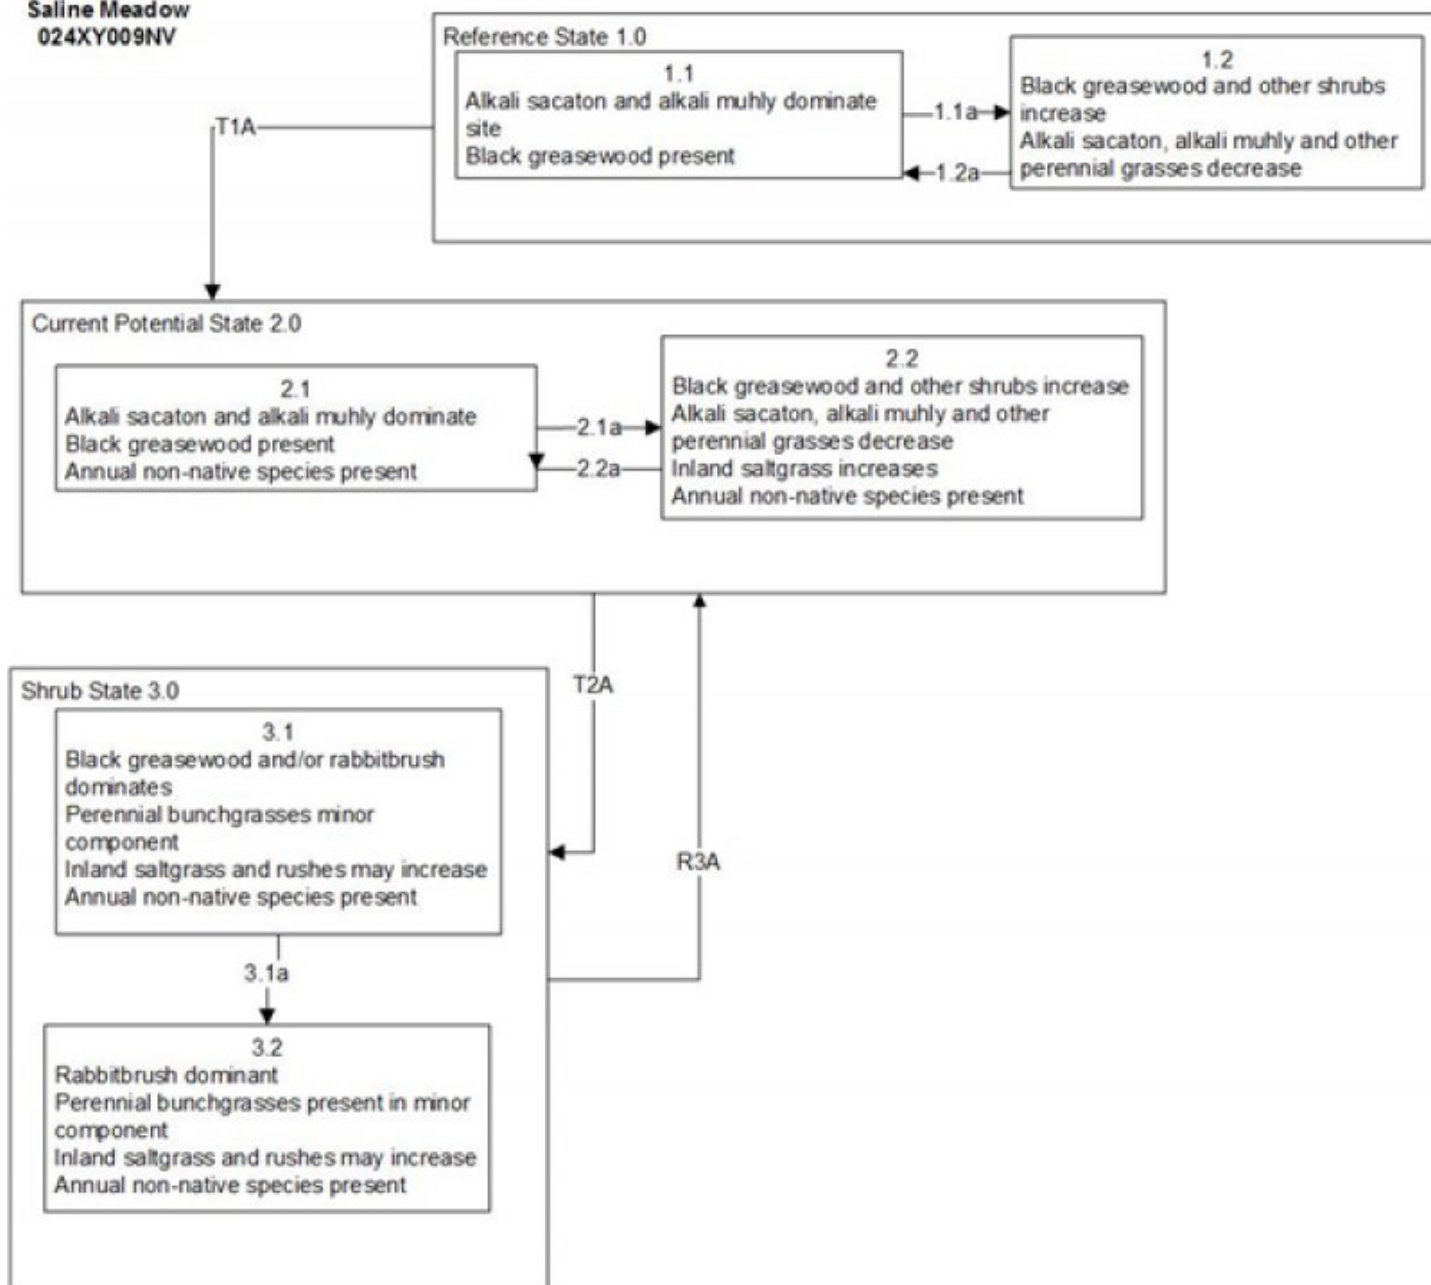 Saline Meadow
024XY009NV
Reference State 1.0
1.1
Alkali sacaton and alkali muhly dominate
site
Black greasewood present
1.1a
1.2a
1.2
Black greasewood and other shrubs
increase
Alkali sacaton, alkali muhly and other
perennial grasses decrease
T1A
Current Potential State 2.0
2.1
Alkali sacaton and alkali muhly dominate
Black greasewood present
Annual non-native species present
2.1a
2.2a
2.2
Black greasewood and other shrubs increase
Alkali sacaton, alkali muhly and other
perennial grasses decrease
Inland saltgrass increases
Annual non-native species present
T2A
R3A
Shrub State 3.0
3.1
Black greasewood and/or rabbitbrush
dominates
Perennial bunchgrasses minor
component
Inland saltgrass and rushes may increase
Annual non-native species present
3.1a
3.2
Rabbitbrush dominant
Perennial bunchgrasses present in minor
component
Inland saltgrass and rushes may increase
Annual non-native species present